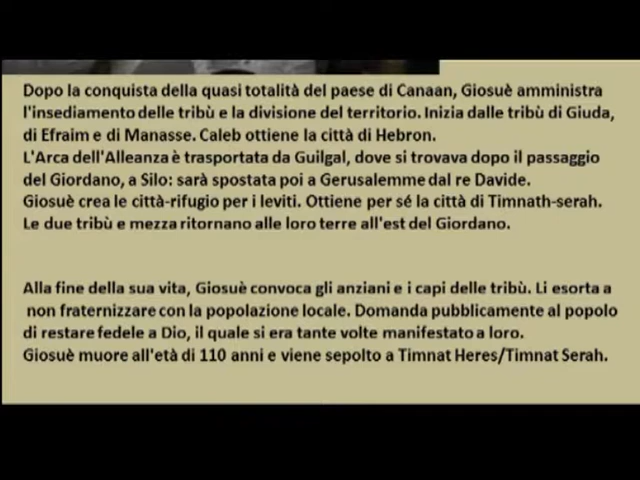 Dopo la conquista della quasi totalità del paese di Canaan, Giosuè amministra
l'insediamento delle tribù e la divisione del territorio. Inizia dalle tribù di Giuda,
di Efraim e di Manasse. Caleb ottiene la città di Hebron.
L'Arca dell'Alleanza è trasportata da Guilgal, dove si trovava dopo il passaggio
del Giordano, a Silo: sarà spostata poi a Gerusalemme dal re Davide.
Giosuè crea le città-rifugio per i leviti. Ottiene per sé la città di Timnath-serah.
Le due tribù e mezza ritornano alle loro terre all'est del Giordano.
Alla fine della sua vita, Giosuè convoca gli anziani e i capi delle tribù. Li esorta a
non fraternizzare con la popolazione locale. Domanda pubblicamente al popolo
di restare fedele a Dio, il quale si era tante volte manifestato a loro.
Giosuè muore all'età di 110 anni e viene sepolto a Timnat Heres/Timnat Serah.